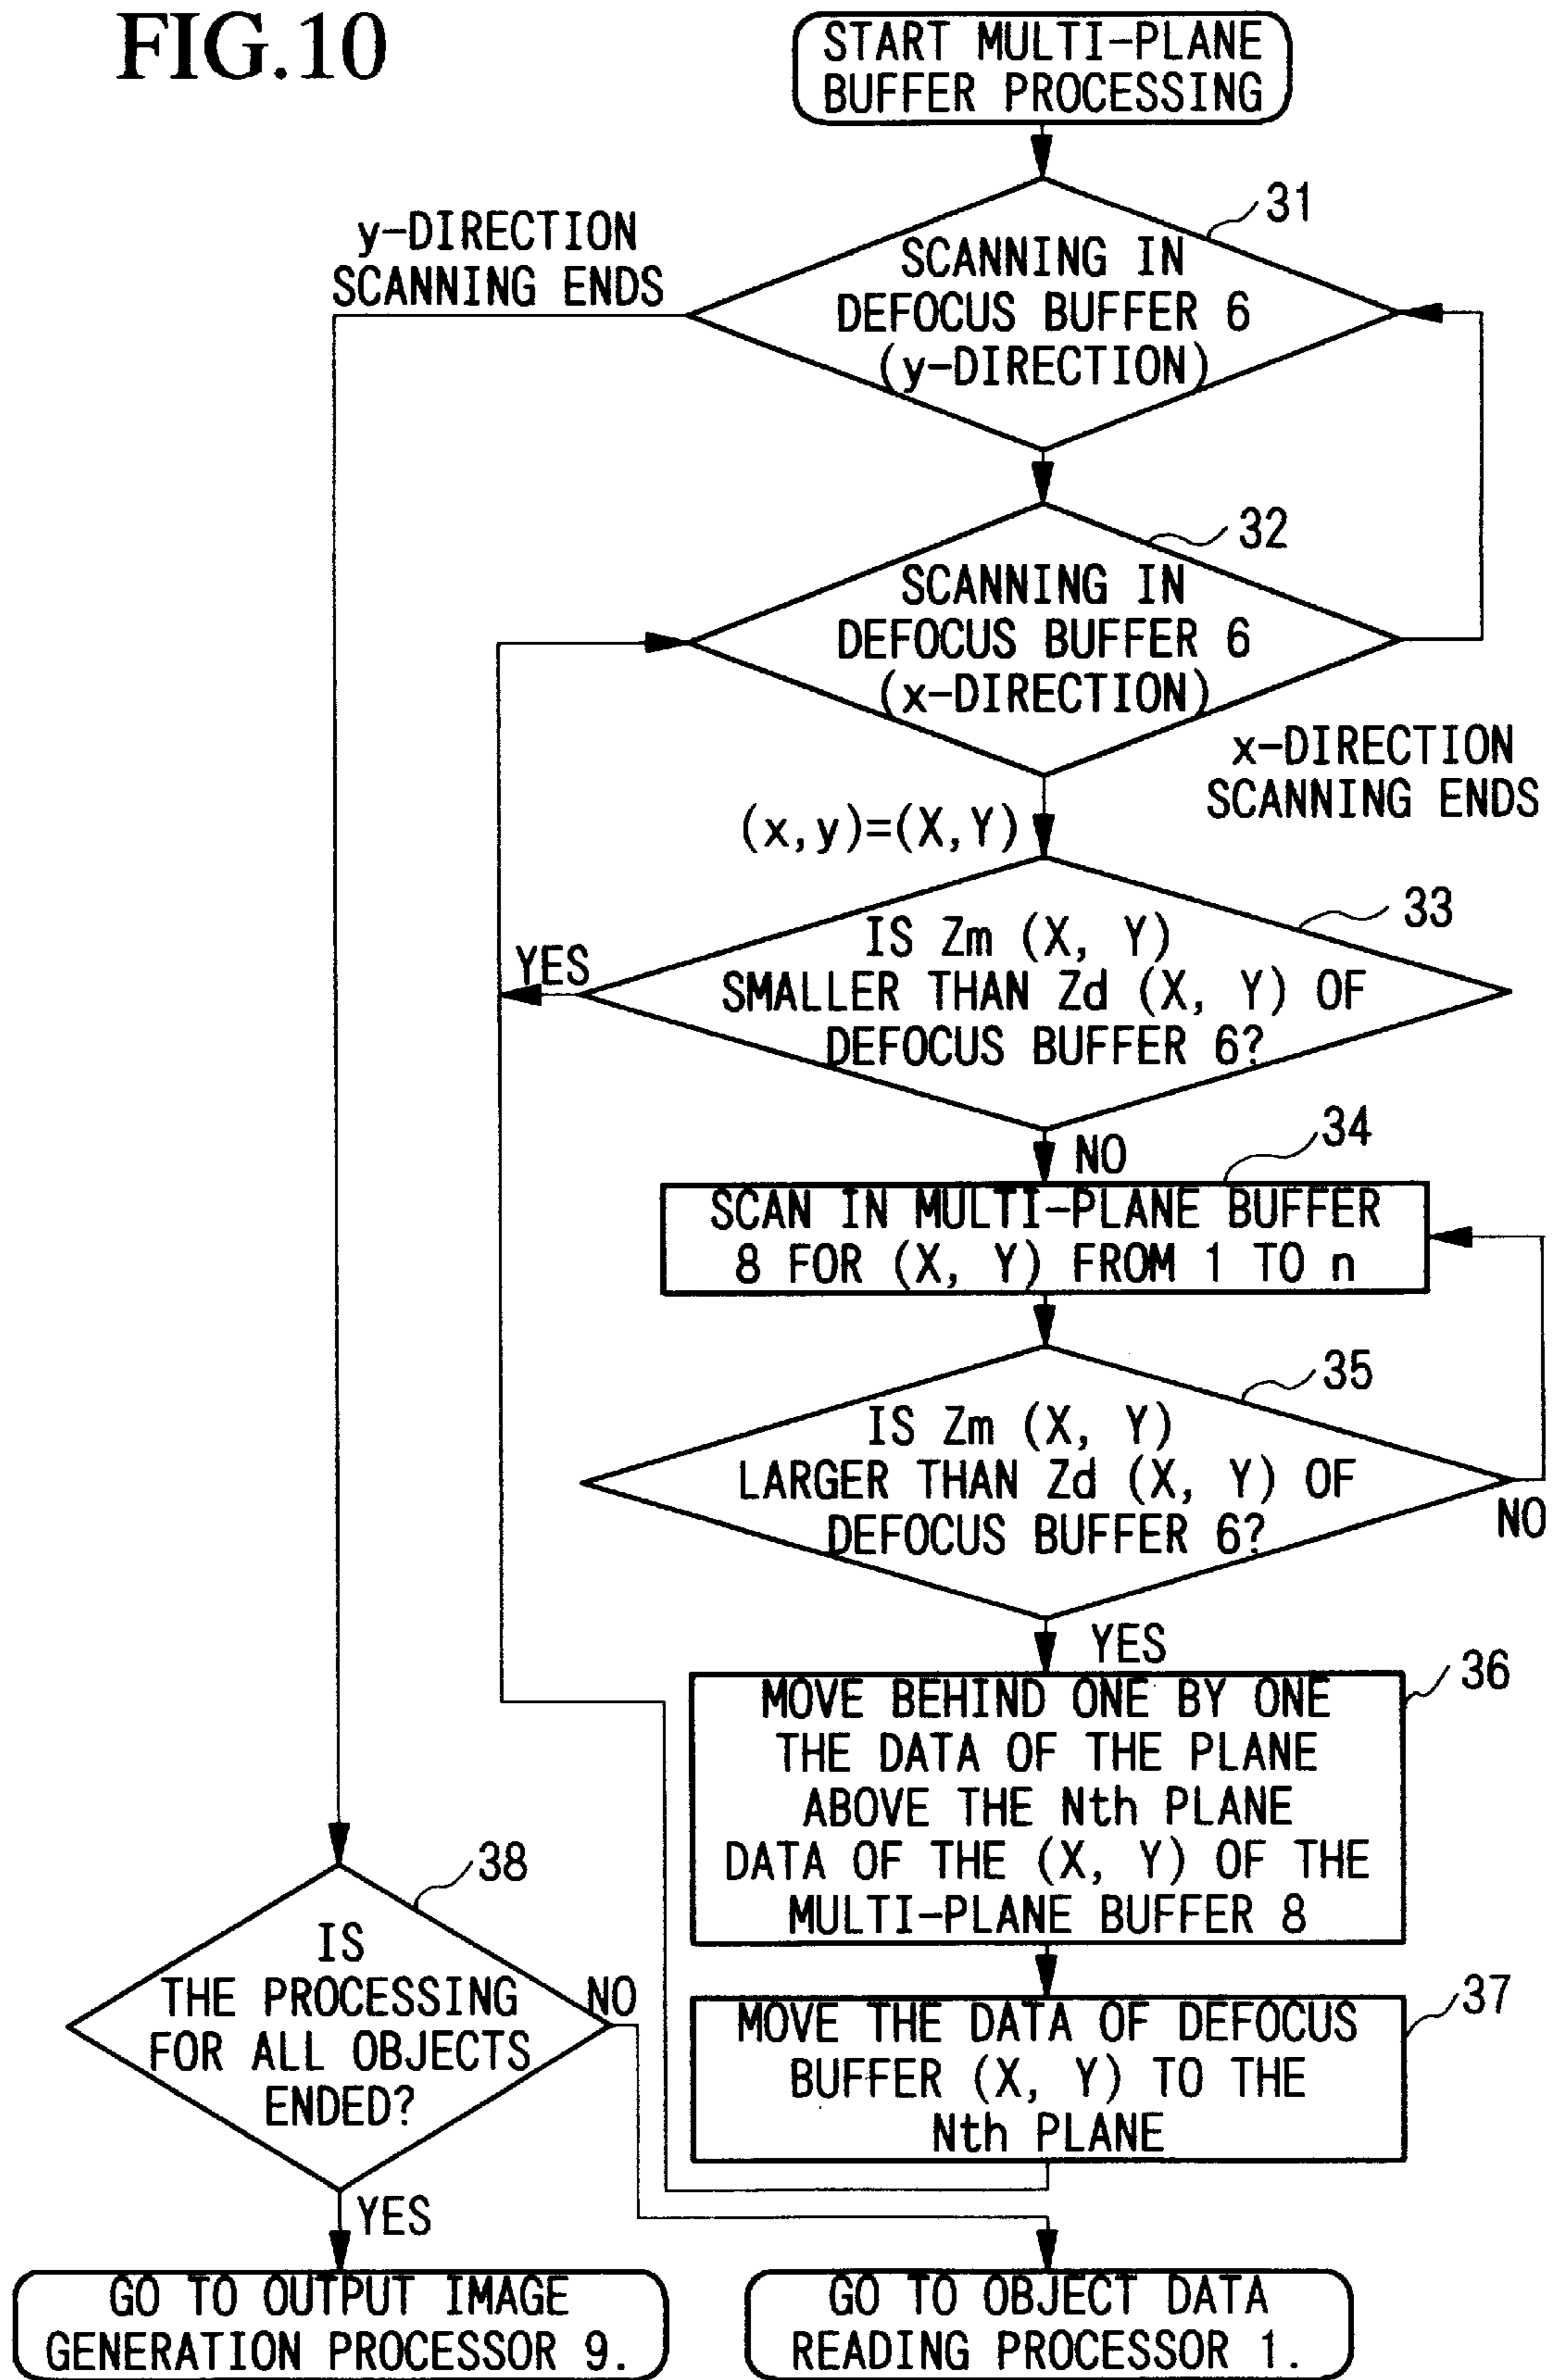 FIG.10
START MULTI-PLANE
BUFFER PROCESSING
31
y-DIRECTION
SCANNING ENDS
SCANNING IN
DEFOCUS BUFFER 6
(y-DIRECTION)
32
SCANNING IN
DEFOCUS BUFFER 6
(x-DIRECTION)
x-DIRECTION
SCANNING ENDS
(x,y)=(X,Y)
33
IS Zm (X, Y)
SMALLER THAN Zd (X, Y) OF
DEFOCUS BUFFER 6?
YES
NO
34
SCAN IN MULTI-PLANE BUFFER
8 FOR (X, Y) FROM 1 TO n
35
IS Zm (X, Y)
LARGER THAN Zd (X, Y) OF
DEFOCUS BUFFER 6?
NO
YES
36
MOVE BEHIND ONE BY ONE
THE DATA OF THE PLANE
ABOVE THE Nth PLANE
DATA OF THE (X, Y) OF THE
MULTI-PLANE BUFFER 8
37
MOVE THE DATA OF DEFOCUS
BUFFER (X, Y) TO THE
Nth PLANE
38
IS
THE PROCESSING
FOR ALL OBJECTS
ENDED?
NO
YES
GO TO OUTPUT IMAGE
GENERATION PROCESSOR 9.
GO TO OBJECT DATA
READING PROCESSOR 1.